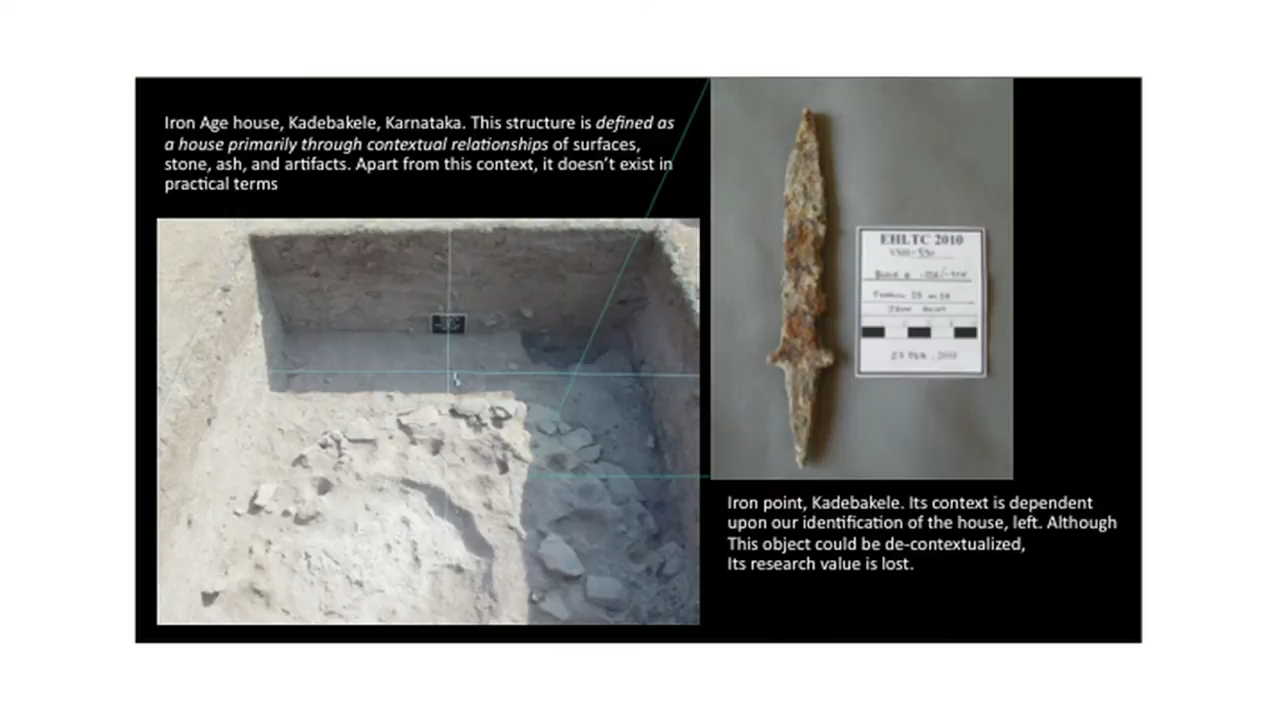 Iron Age house, Kadebakele, Karnataka. This structure is defined as
a house primarily through contextual relationships of surfaces,
stone, ash, and artifacts. Apart from this context, it doesn't exist in
practical terms
EHLTC 2010
Iron point, Kadebakele. Its context is dependent
upon our identification of the house, left. Although
This object could be de-contextualized,
Its research value is lost.